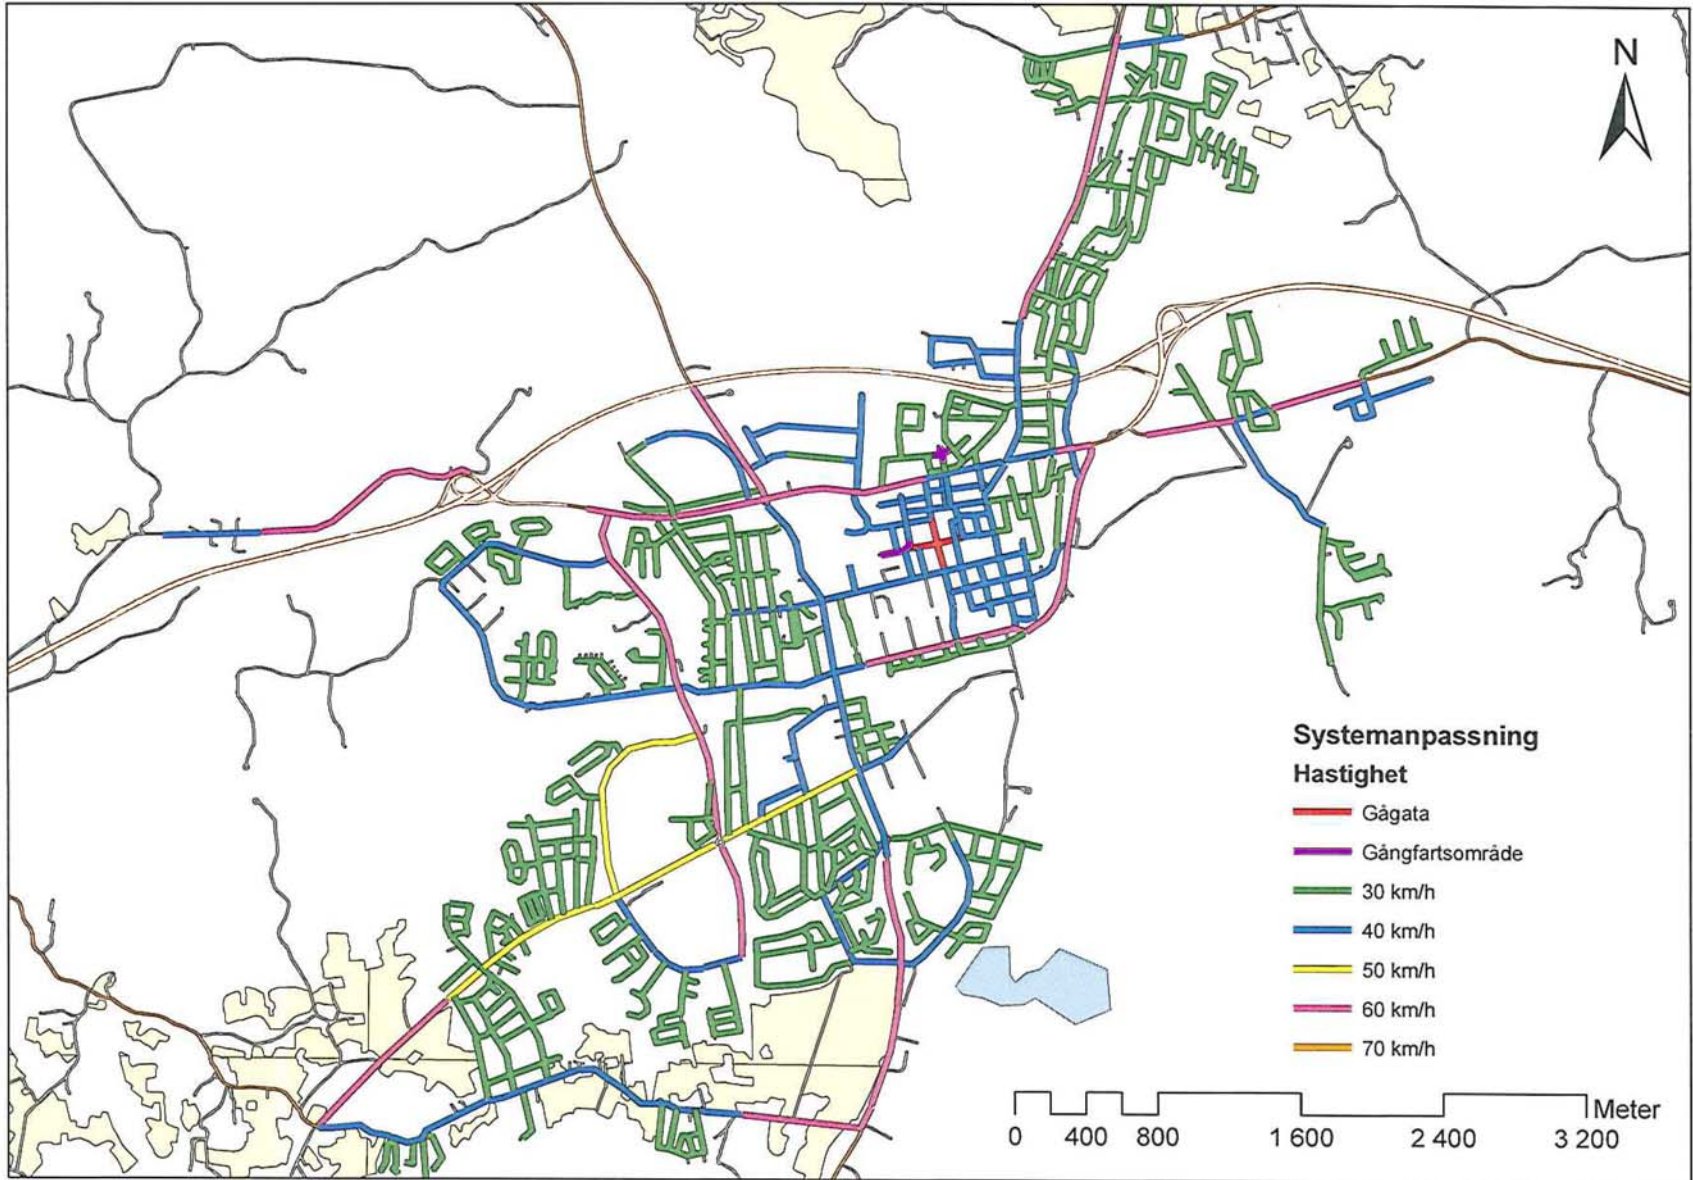 N
Systemanpassning
Hastighet
Gågata
Gångfartsområde
30 km/h
40 km/h
50 km/h
60 km/h
70 km/h
Meter
0 400 800 1 600 2 400 3 200